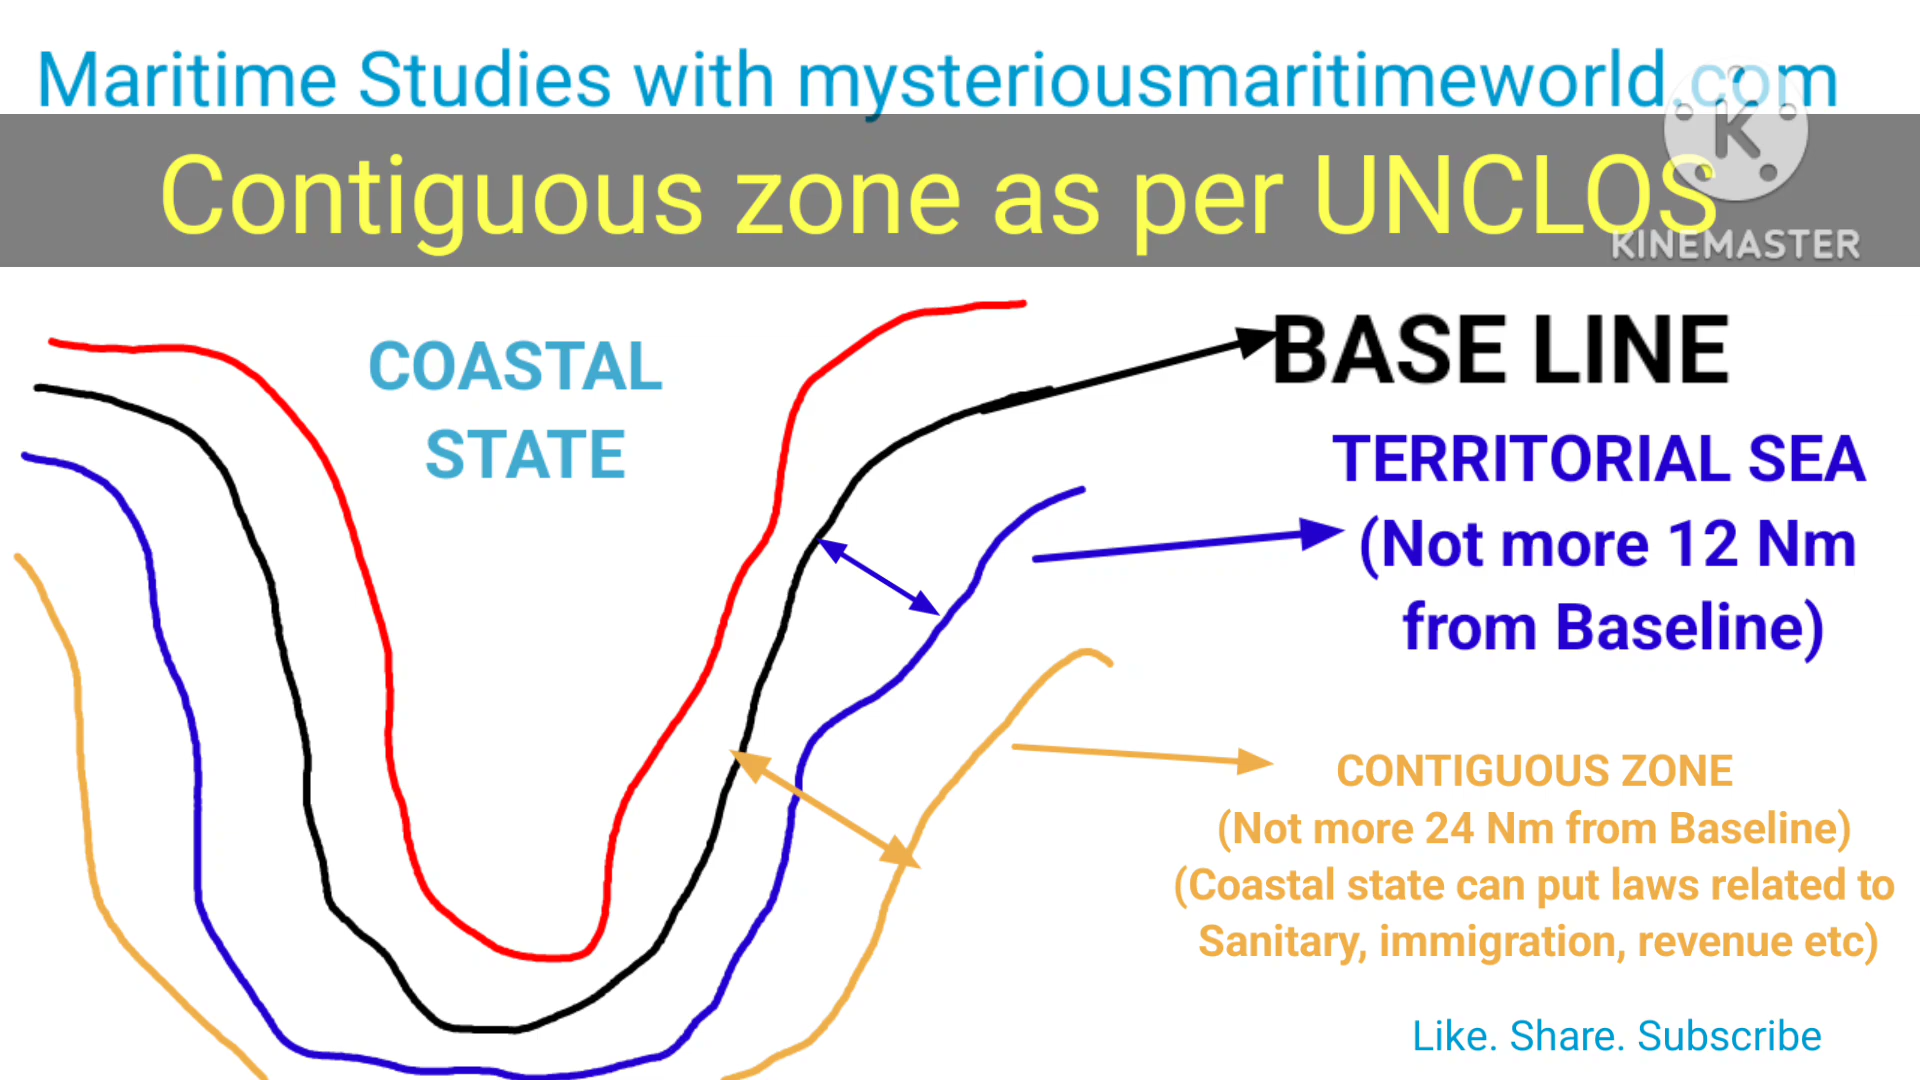 Maritime Studies with mysteriousmaritimeworld.com
Contiguous zone as per UNCLOS
K
KINEMASTER
COASTAL
STATE
BASE LINE
TERRITORIAL SEA
(Not more 12 Nm
from Baseline)
CONTIGUOUS ZONE
(Not more 24 Nm from Baseline)
(Coastal state can put laws related to
Sanitary, immigration, revenue etc)
Like. Share. Subscribe